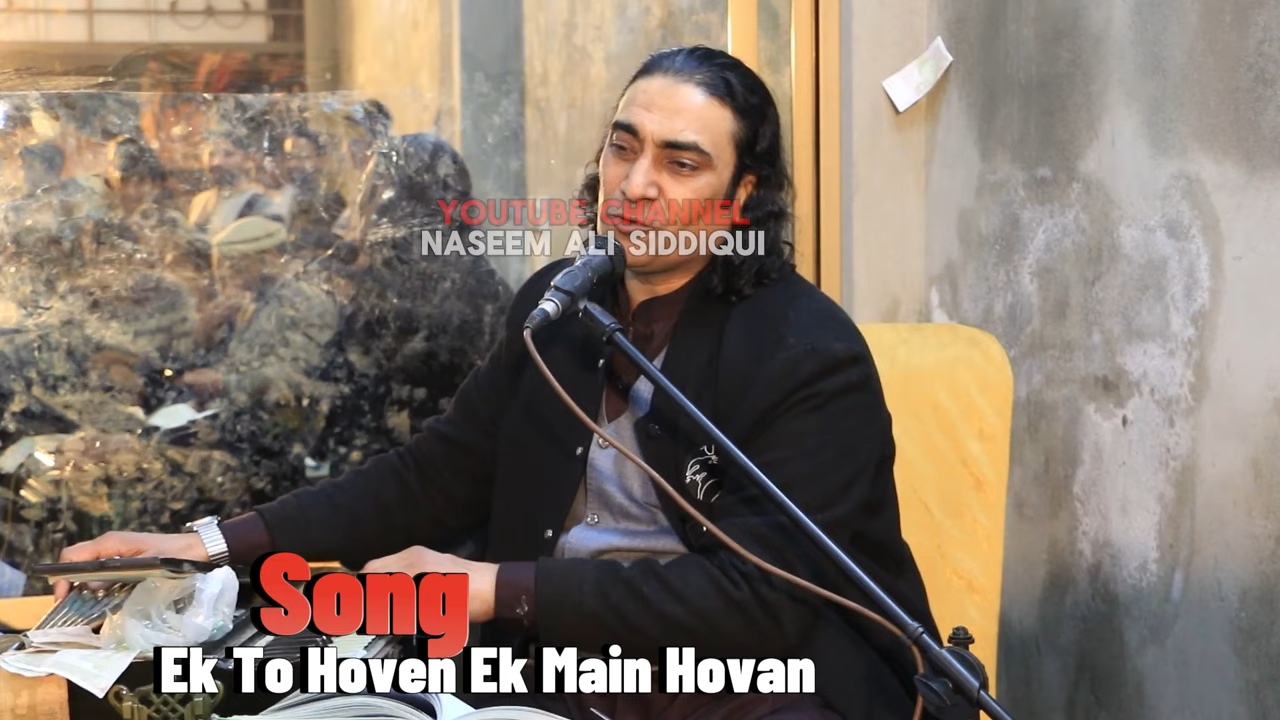 YOUTUBE CHANNEL
NASEEM ALI SIDDIQUI
Song
Ek To Hoven Ek Main Hovan